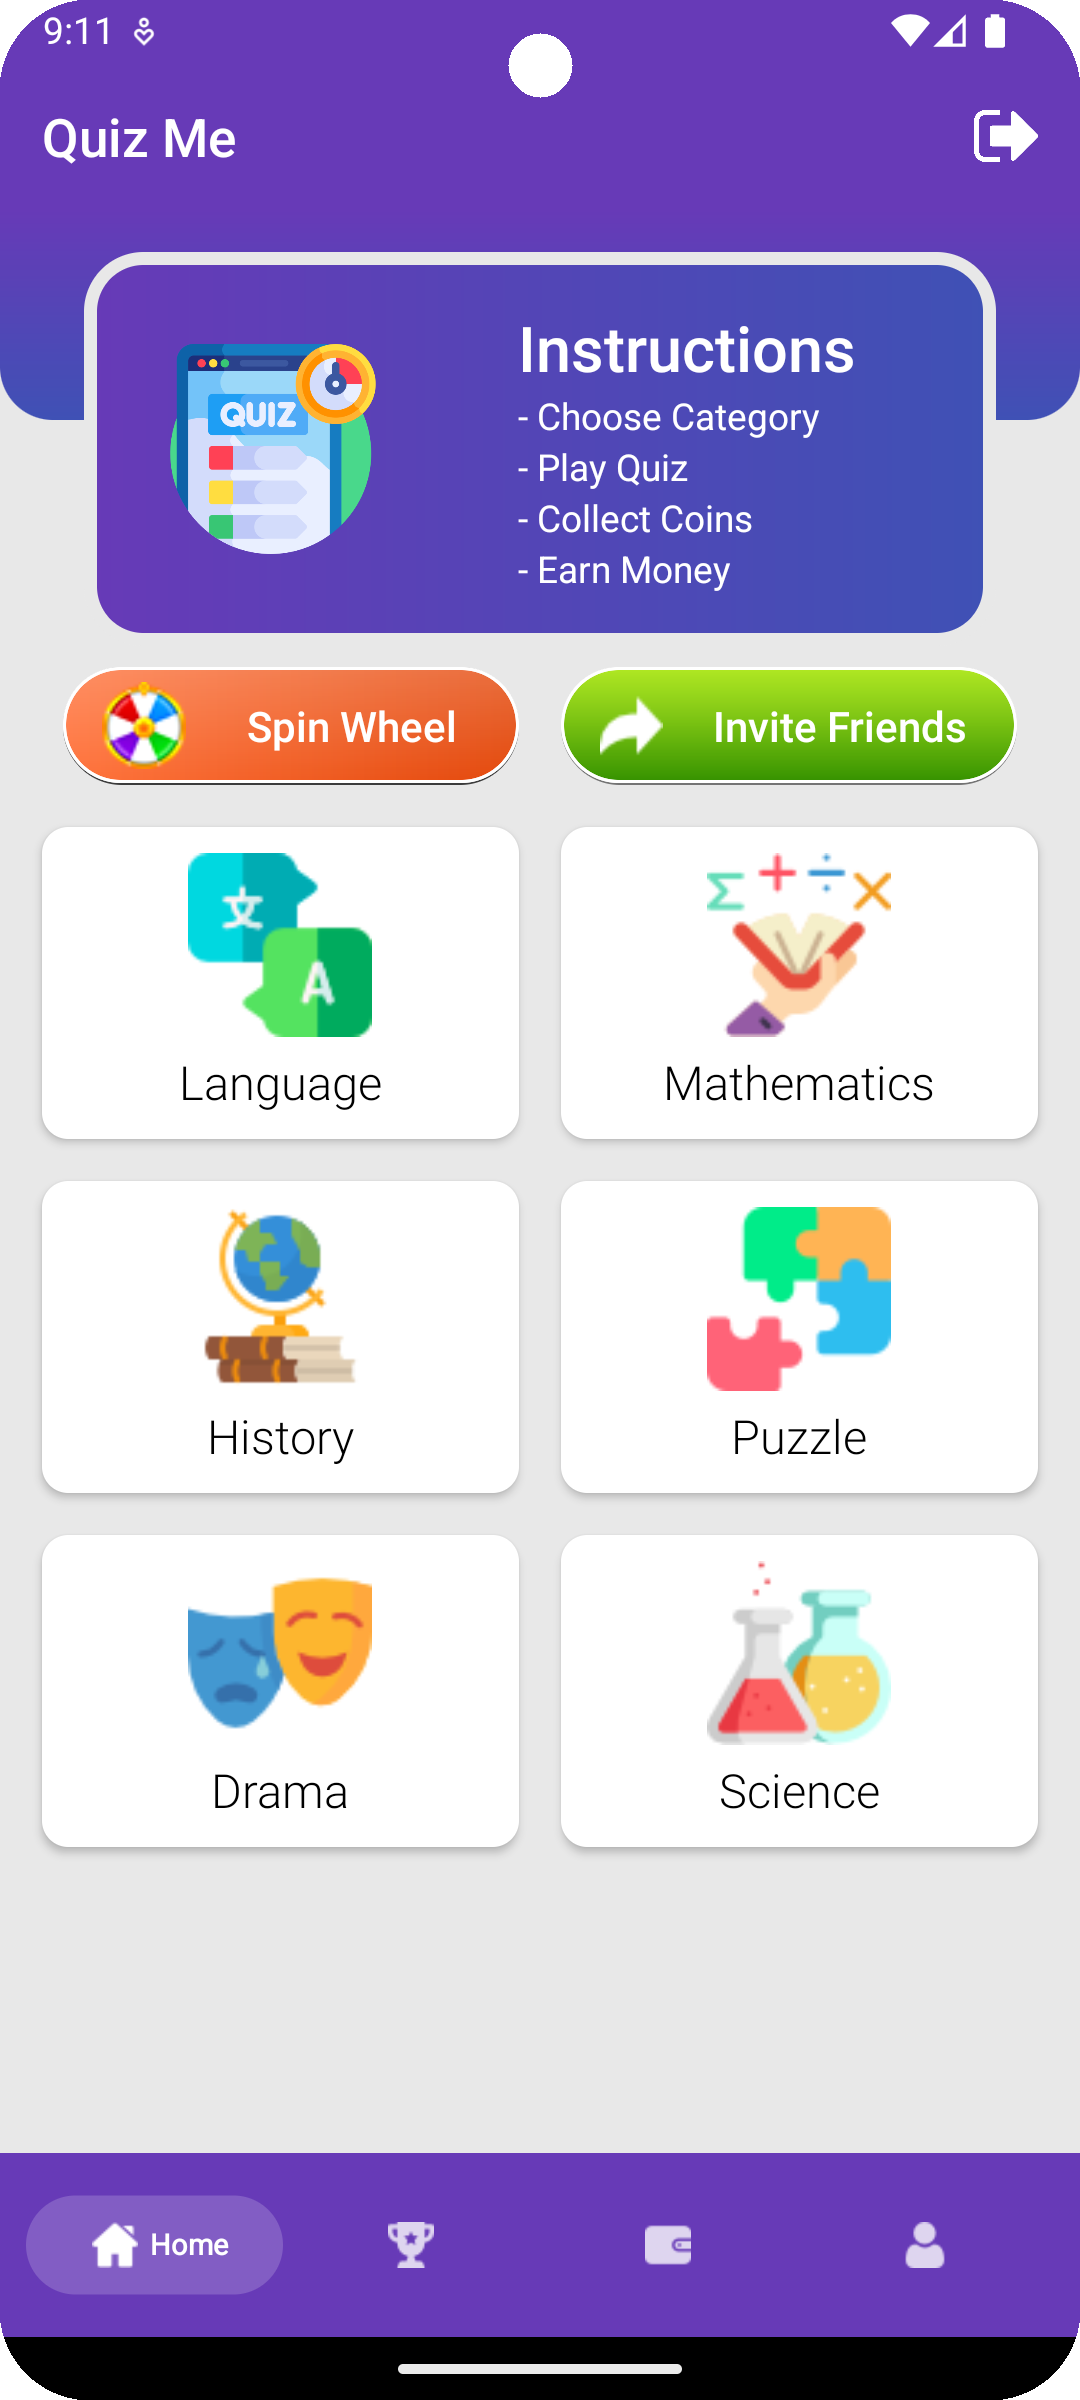 9:11
Quiz Me
QUIZ
Instructions
- Choose Category
- Play Quiz
- Collect Coins
- Earn Money
Spin Wheel
Invite Friends
文
A
Language
Mathematics
History
Puzzle
Drama
Science
Home